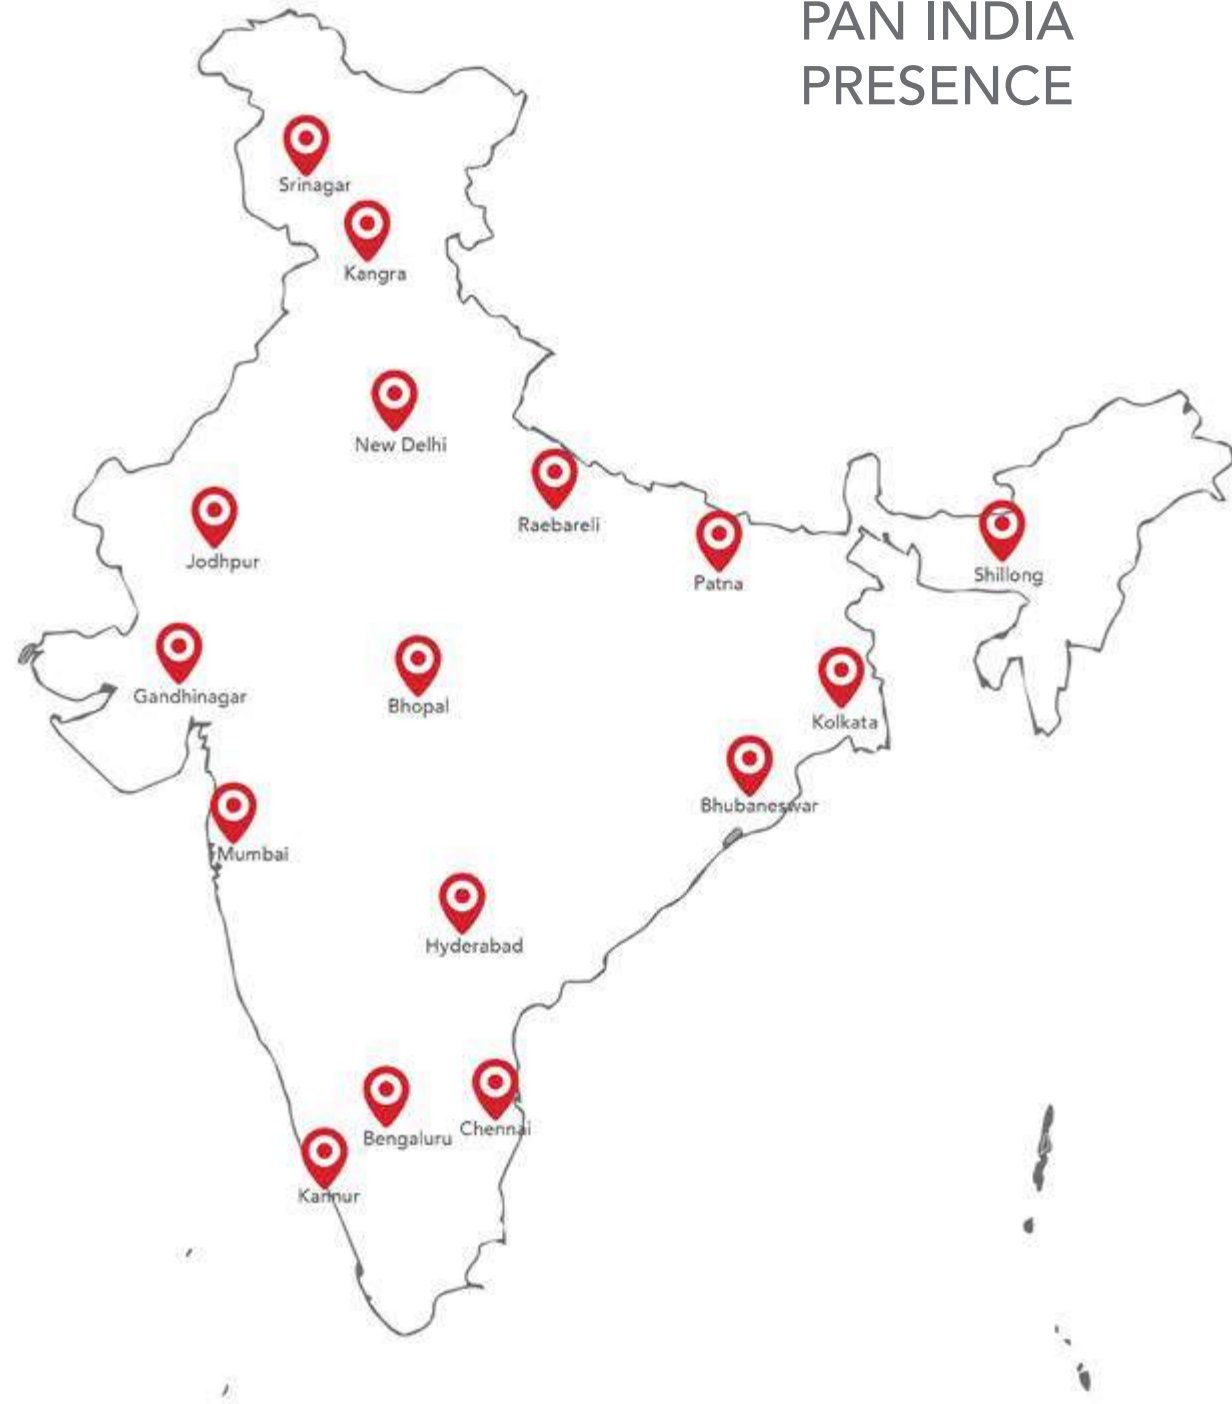 PAN INDIA
PRESENCE
Srinagar
Kangra
New Delhi
Raebareli
Jodhpur
Patna
Shillong
Gandhinagar
Bhopal
Kolkata
Bhubaneswar
Mumbai
Hyderabad
Chennai
Bengaluru
Kannur